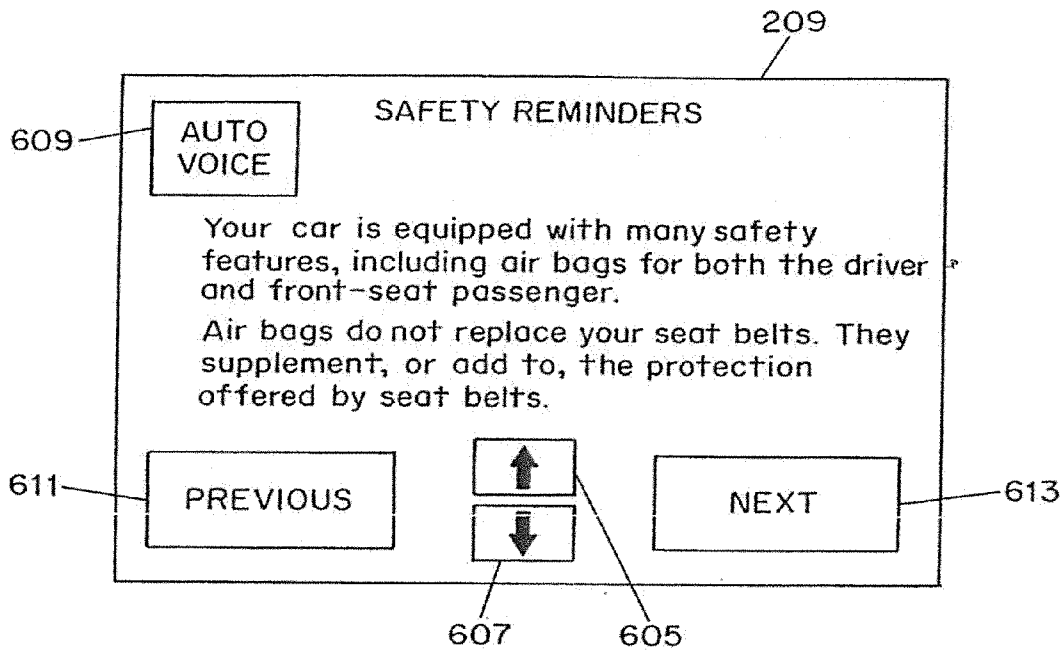 209
SAFETY REMINDERS
609
AUTO
VOICE
Your car is equipped with many safety
features, including air bags for both the driver
and front-seat passenger.
Air bags do not replace your seat belts. They
supplement, or add to, the protection
offered by seat belts.
611
PREVIOUS
NEXT
613
607
605